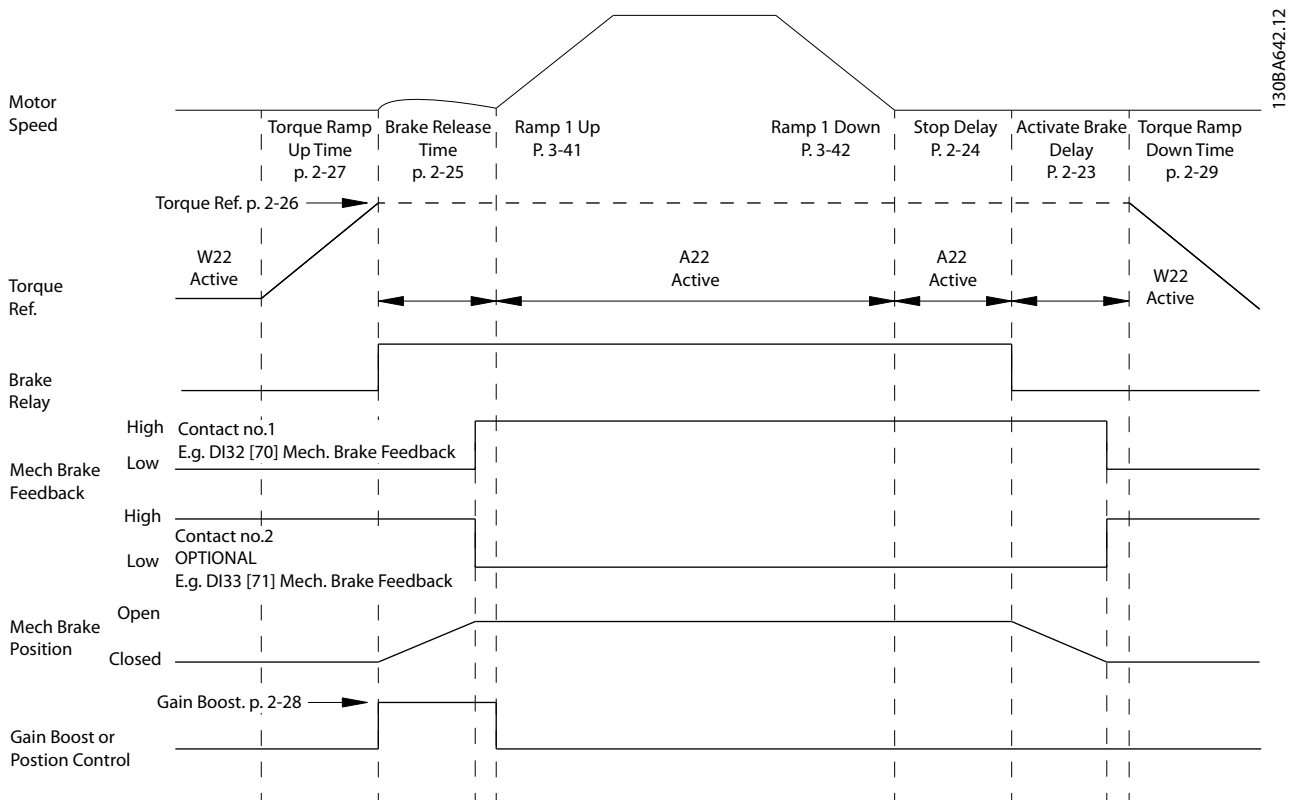 130BA642.12
Motor
Speed
Torque Ramp
Up Time
p. 2-27
Brake Release
Time
p. 2-25
Ramp 1 Up
P. 3-41
Ramp 1 Down
P. 3-42
Stop Delay
P. 2-24
Activate Brake
Delay
P. 2-23
Torque Ramp
Down Time
p. 2-29
Torque Ref. p. 2-26
W22
Active
A22
Active
A22
Active
W22
Active
Torque
Ref.
Brake
Relay
Mech Brake
Feedback
High
Low
Contact no.1
E.g. DI32 [70] Mech. Brake Feedback
High
Low
Contact no.2
OPTIONAL
E.g. DI33 [71] Mech. Brake Feedback
Mech Brake
Position
Open
Closed
Gain Boost. p. 2-28
Gain Boost or
Postion Control